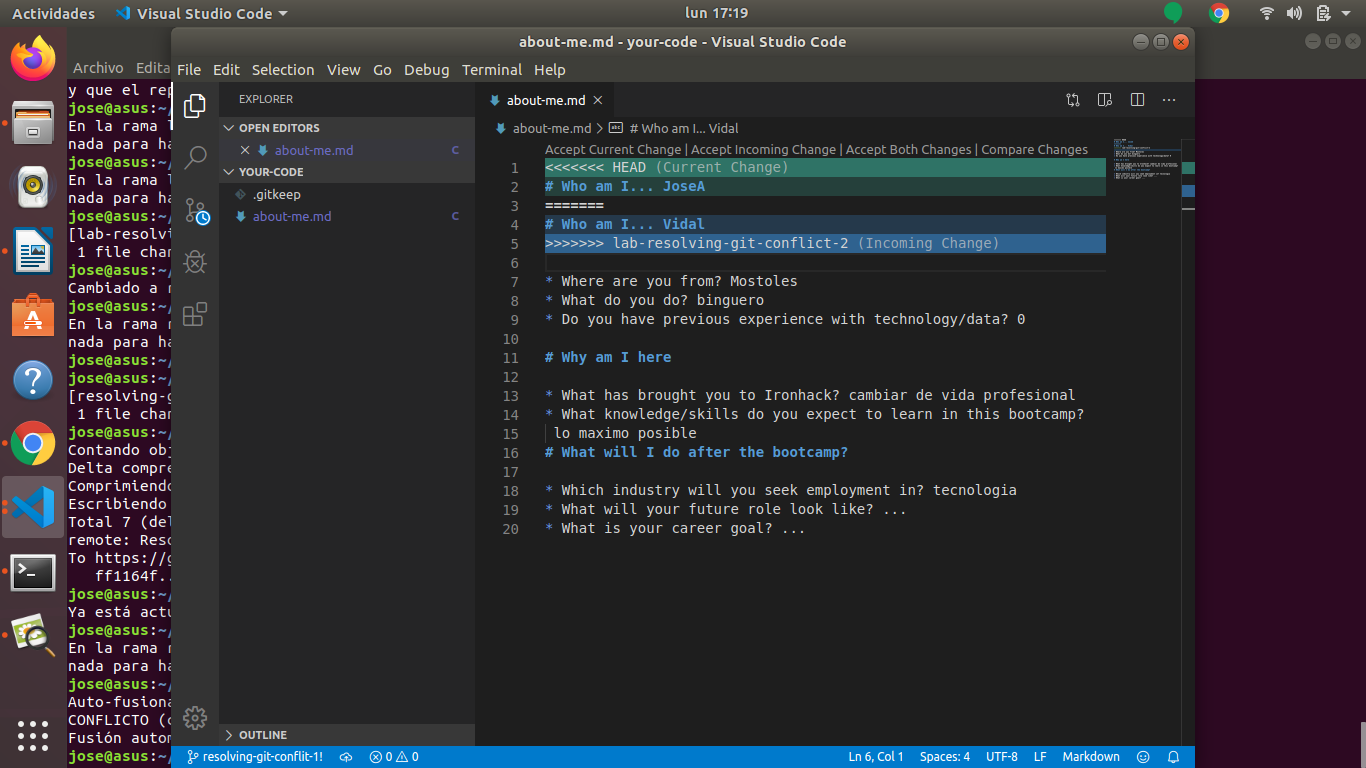 Actividades
Visual Studio Code
lun 17:19
about-me.md - your-code - Visual Studio Code
Archivo Edita
File Edit Selection View Go Debug Terminal Help
y que el rep
jose@asus:~/
En la rama l
nada para ha
jose@asus:~/
En la rama l
nada para ha
jose@asus:~/
[lab-resolvi
1 file chan
jose@asus:~/
Cambiado a r
jose@asus:~/
En la rama r
nada para ha
jose@asus:~/
jose@asus:~/
[resolving-g
1 file chan
jose@asus:~/
Contando obj
Delta compre
Comprimiendo
Escribiendo
Total 7 (del
remote: Reso
To https://g
ff1164f..
jose@asus:~/
Ya está actu
jose@asus:~/
En la rama r
nada para ha
jose@asus:~/
Auto-fusiona
CONFLICTO (c
Fusión autom
jose@asus:~/
EXPLORER
OPEN EDITORS
about-me.md C
YOUR-CODE
.gitkeep
about-me.md C
OUTLINE
about-me.md
about-me.md > # Who am I... Vidal
Accept Current Change | Accept Incoming Change | Accept Both Changes | Compare Changes
1 <<<<<<< HEAD (Current Change)
2 # Who am I... JoseA
3 =======
4 # Who am I... Vidal
5 >>>>>>> lab-resolving-git-conflict-2 (Incoming Change)
6
7 * Where are you from? Mostoles
8 * What do you do? binguero
9 * Do you have previous experience with technology/data? 0
10
11 # Why am I here
12
13 * What has brought you to Ironhack? cambiar de vida profesional
14 * What knowledge/skills do you expect to learn in this bootcamp?
15 lo maximo posible
16 # What will I do after the bootcamp?
17
18 * Which industry will you seek employment in? tecnologia
19 * What will your future role look like? ...
20 * What is your career goal? ...
resolving-git-conflit-1! 0 0 Ln 6, Col 1 Spaces: 4 UTF-8 LF Markdown